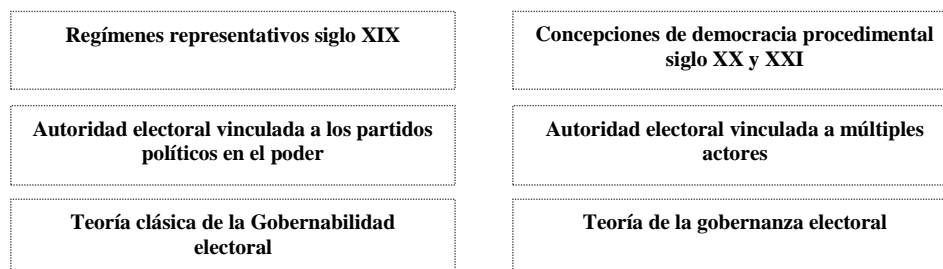 Regímenes representativos siglo XIX
Concepciones de democracia procedimental
siglo XX y XXI
Autoridad electoral vinculada a los partidos
políticos en el poder
Autoridad electoral vinculada a múltiples
actores
Teoría clásica de la Gobernabilidad
electoral
Teoría de la gobernanza electoral